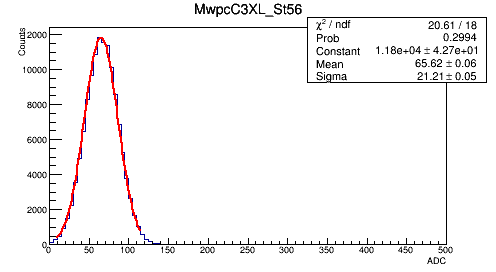 MwpcC3XL_St56
χ² / ndf 20.61 / 18
Prob 0.2994
Constant 1.18e+04 ± 4.27e+01
Mean 65.62 ± 0.06
Sigma 21.21 ± 0.05
Counts
12000
10000
8000
6000
4000
2000
0
0 50 100 150 200 250 300 350 400 450 500
ADC